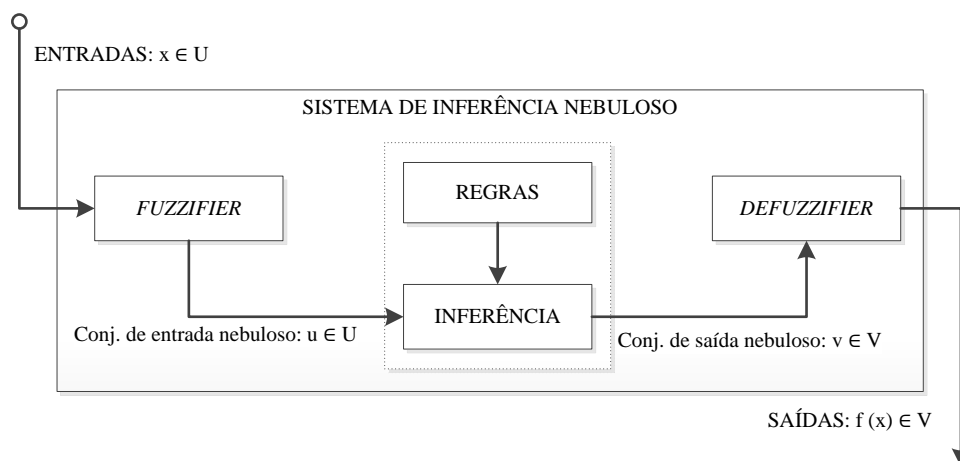 ENTRADAS: x ∈ U
SISTEMA DE INFERÊNCIA NEBULOSO
FUZZIFIER
REGRAS
DEFUZZIFIER
INFERÊNCIA
Conj. de entrada nebuloso: u ∈ U
Conj. de saída nebuloso: v ∈ V
SAÍDAS: f (x) ∈ V